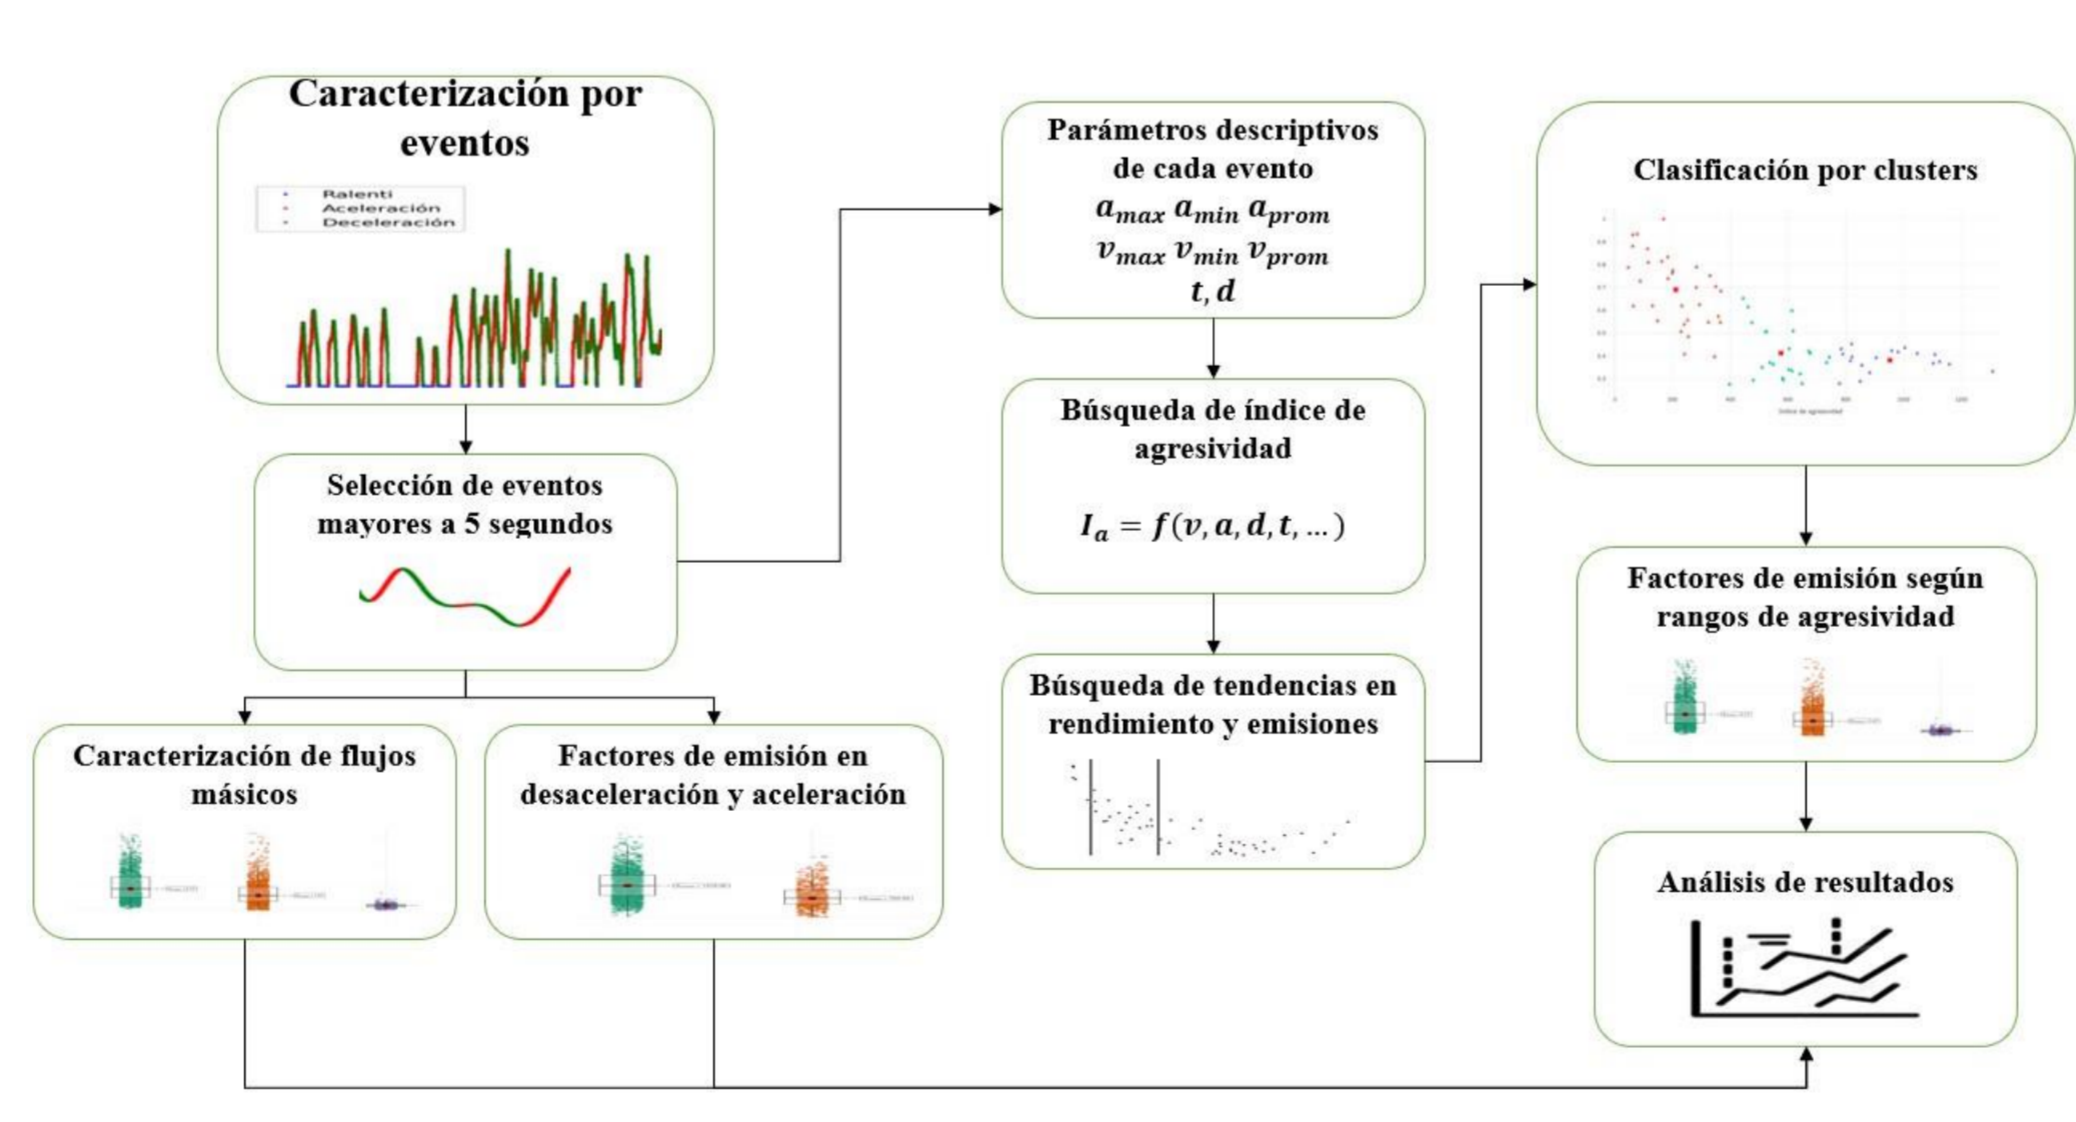 Caracterización por
eventos
Ralenti
Aceleración
Deceleración
Selección de eventos
mayores a 5 segundos
Caracterización de flujos
másicos
Factores de emisión en
desaceleración y aceleración
Parámetros descriptivos
de cada evento
a_max a_min a_prom
v_max v_min v_prom
t, d
Búsqueda de índice de
agresividad
I_a = f(v, a, d, t, ... )
Búsqueda de tendencias en
rendimiento y emisiones
Clasificación por clusters
Índice de agresividad
Factores de emisión según
rangos de agresividad
Análisis de resultados